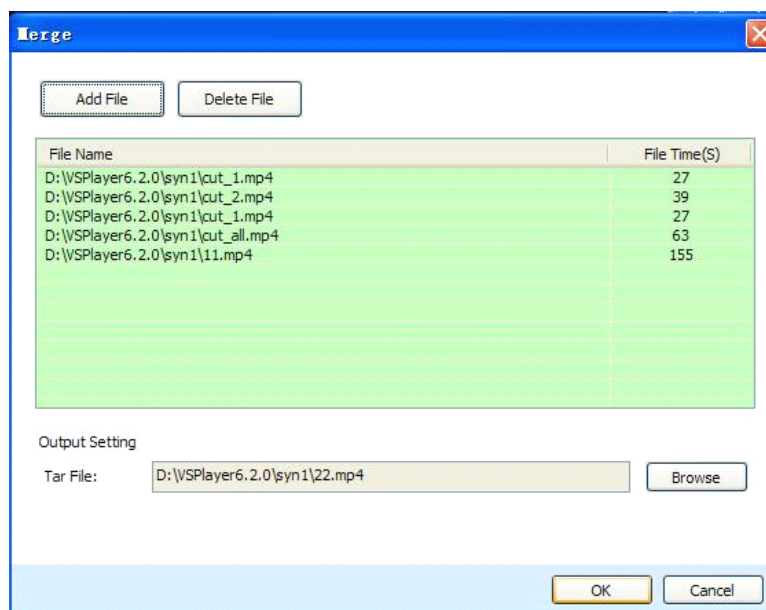 Merge
Add File Delete File
File Name File Time(S)
D:\VSPlayer6.2.0\syn1\cut_1.mp4 27
D:\VSPlayer6.2.0\syn1\cut_2.mp4 39
D:\VSPlayer6.2.0\syn1\cut_1.mp4 27
D:\VSPlayer6.2.0\syn1\cut_all.mp4 63
D:\VSPlayer6.2.0\syn1\11.mp4 155
Output Setting
Tar File: D:\VSPlayer6.2.0\syn1\22.mp4 Browse
OK Cancel